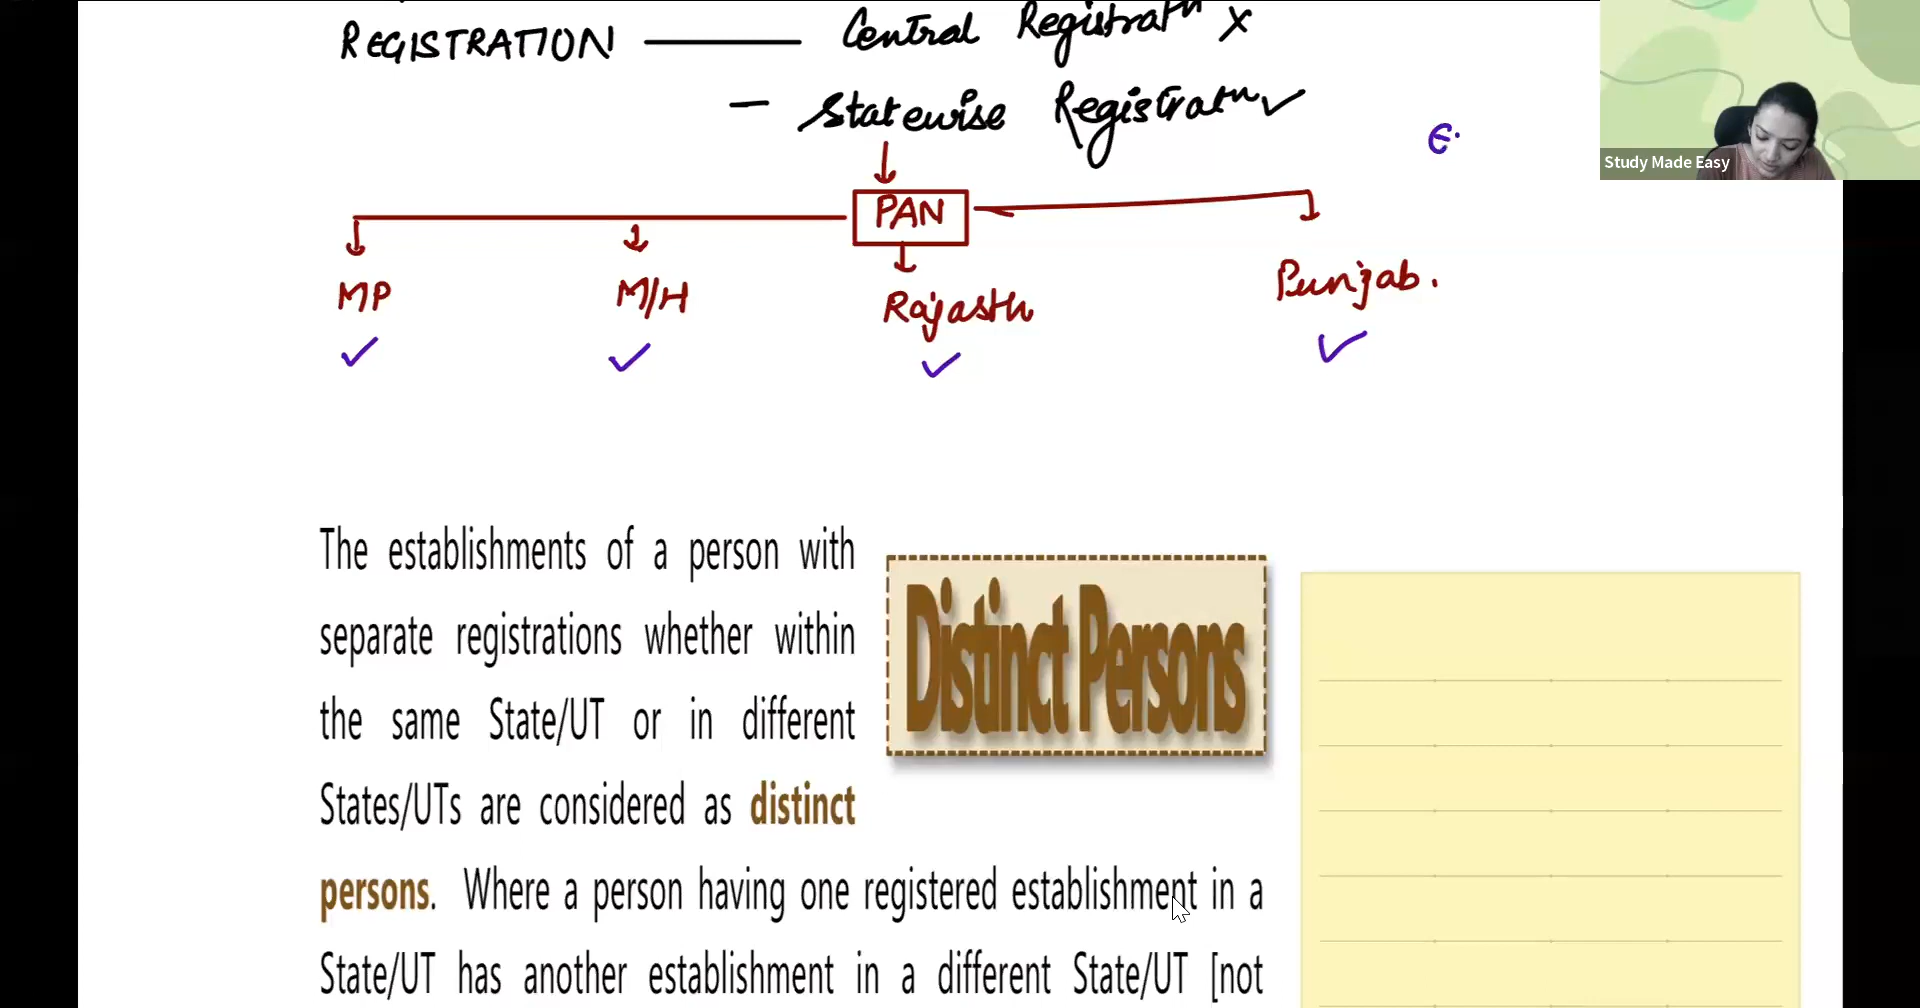 REGISTRATION — Central Registratn X
- Statewise Registratn ✓
E.
Study Made Easy
PAN
MP M/H Rajasth Punjab.
✓ ✓ ✓ ✓
The establishments of a person with
separate registrations whether within
the same State/UT or in different
States/UTs are considered as distinct
persons. Where a person having one registered establishment in a
State/UT has another establishment in a different State/UT [not
Distinct Persons